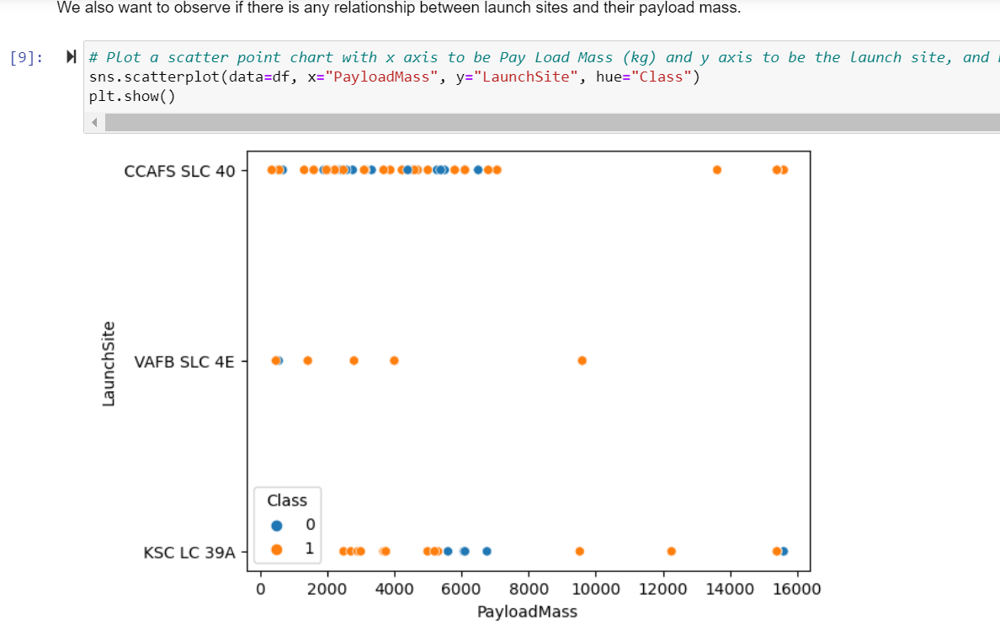 We also want to observe if there is any relationship between launch sites and their payload mass.
[9]:
# Plot a scatter point chart with x axis to be Pay Load Mass (kg) and y axis to be the launch site, and
sns.scatterplot(data=df, x="PayloadMass", y="LaunchSite", hue="Class")
plt.show()
CCAFS SLC 40
VAFB SLC 4E
KSC LC 39A
LaunchSite
Class
0
1
0 2000 4000 6000 8000 10000 12000 14000 16000
PayloadMass